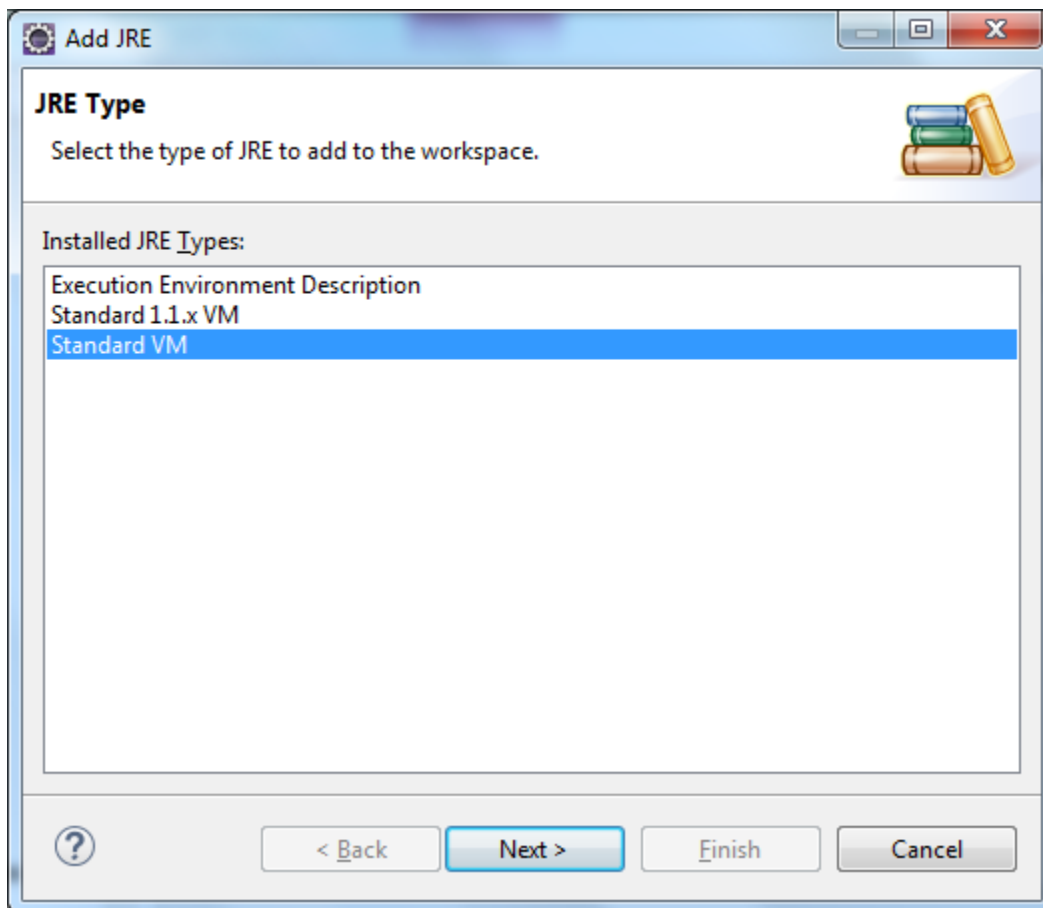 Add JRE
JRE Type
Select the type of JRE to add to the workspace.
Installed JRE Types:
Execution Environment Description
Standard 1.1.x VM
Standard VM
?
< Back
Next >
Finish
Cancel